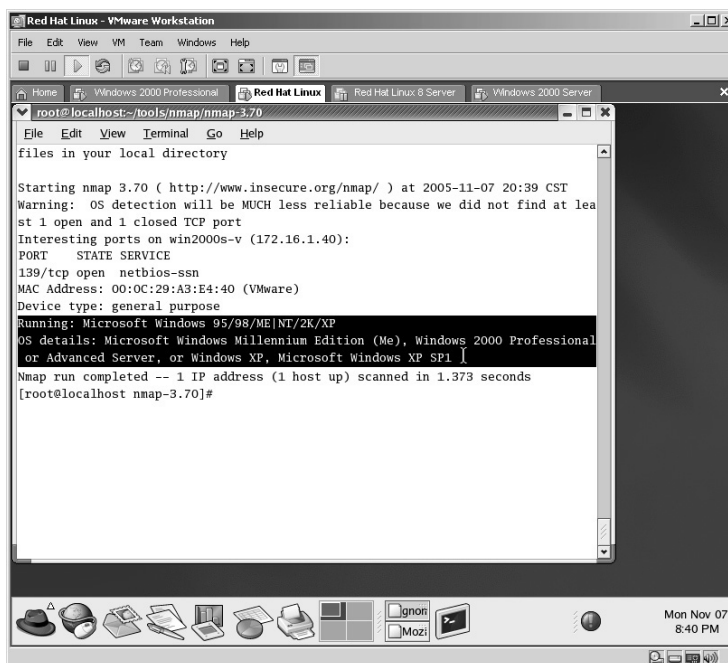 Red Hat Linux - VMware Workstation
File Edit View VM Team Windows Help
Home Windows 2000 Professional Red Hat Linux Red Hat Linux 8 Server Windows 2000 Server
root@localhost:~/tools/nmap/nmap-3.70
File Edit View Terminal Go Help
files in your local directory
Starting nmap 3.70 ( http://www.insecure.org/nmap/ ) at 2005-11-07 20:39 CST
Warning:  OS detection will be MUCH less reliable because we did not find at lea
st 1 open and 1 closed TCP port
Interesting ports on win2000s-v (172.16.1.40):
PORT    STATE SERVICE
139/tcp open  netbios-ssn
MAC Address: 00:0C:29:A3:E4:40 (VMware)
Device type: general purpose
Running: Microsoft Windows 95/98/ME|NT/2K/XP
OS details: Microsoft Windows Millennium Edition (Me), Windows 2000 Professional
or Advanced Server, or Windows XP, Microsoft Windows XP SP1
Nmap run completed -- 1 IP address (1 host up) scanned in 1.373 seconds
[root@localhost nmap-3.70]#
gnom
Mozi
Mon Nov 07
8:40 PM